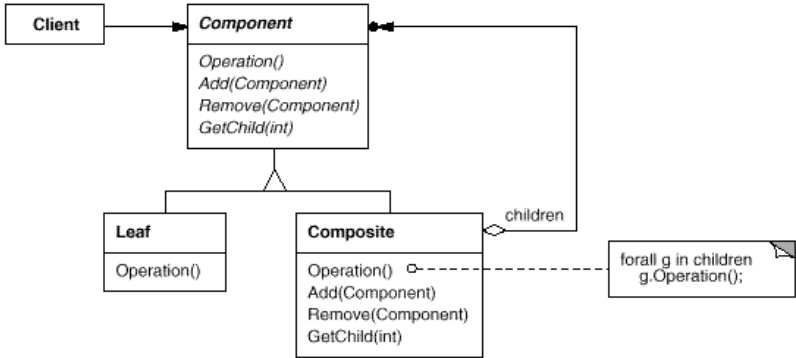 Client
Component
Operation()
Add(Component)
Remove(Component)
GetChild(int)
children
Leaf
Operation()
Composite
Operation()
Add(Component)
Remove(Component)
GetChild(int)
forall g in children
g.Operation();